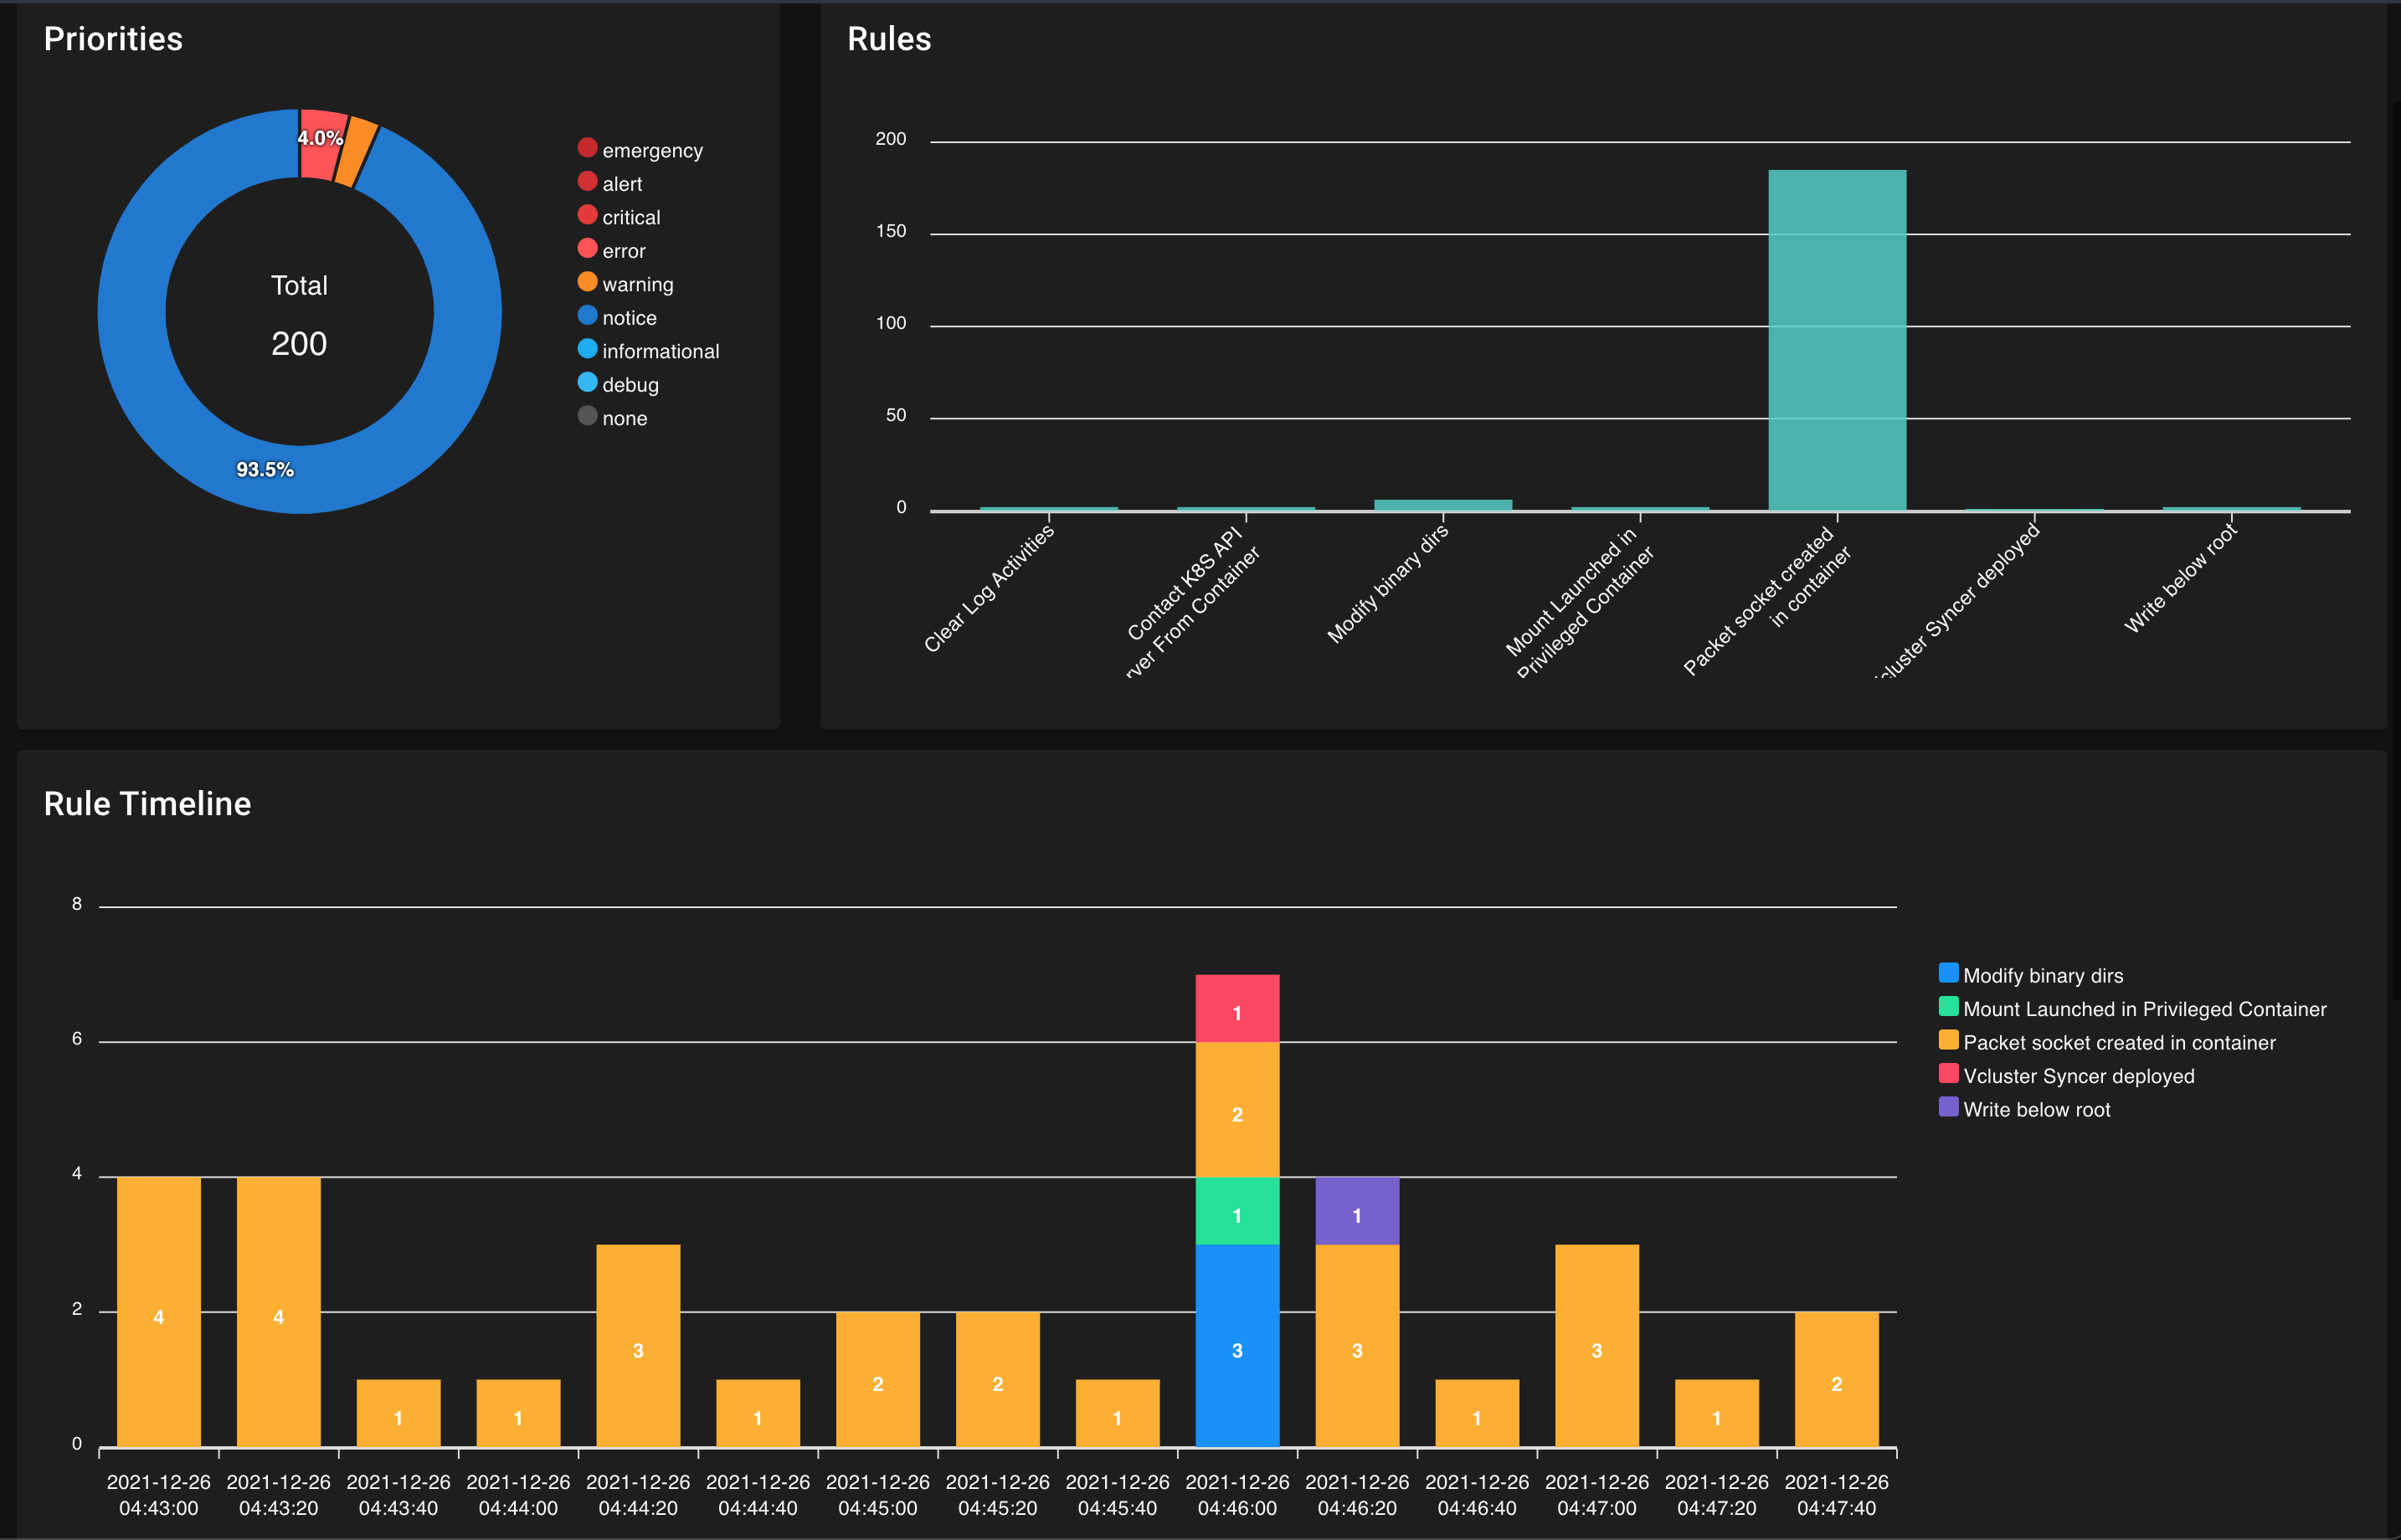 Priorities
4.0%
Total
200
93.5%
emergency
alert
critical
error
warning
notice
informational
debug
none
Rules
200
150
100
50
0
Clear Log Activities
Contact K8S API
rver From Container
Modify binary dirs
Mount Launched in
Privileged Container
Packet socket created
in container
cluster Syncer deployed
Write below root
Rule Timeline
8
6
4
2
0
4
4
1
1
3
1
2
2
1
1
2
1
3
1
3
1
3
1
2
2021-12-26
04:43:00
2021-12-26
04:43:20
2021-12-26
04:43:40
2021-12-26
04:44:00
2021-12-26
04:44:20
2021-12-26
04:44:40
2021-12-26
04:45:00
2021-12-26
04:45:20
2021-12-26
04:45:40
2021-12-26
04:46:00
2021-12-26
04:46:20
2021-12-26
04:46:40
2021-12-26
04:47:00
2021-12-26
04:47:20
2021-12-26
04:47:40
Modify binary dirs
Mount Launched in Privileged Container
Packet socket created in container
Vcluster Syncer deployed
Write below root